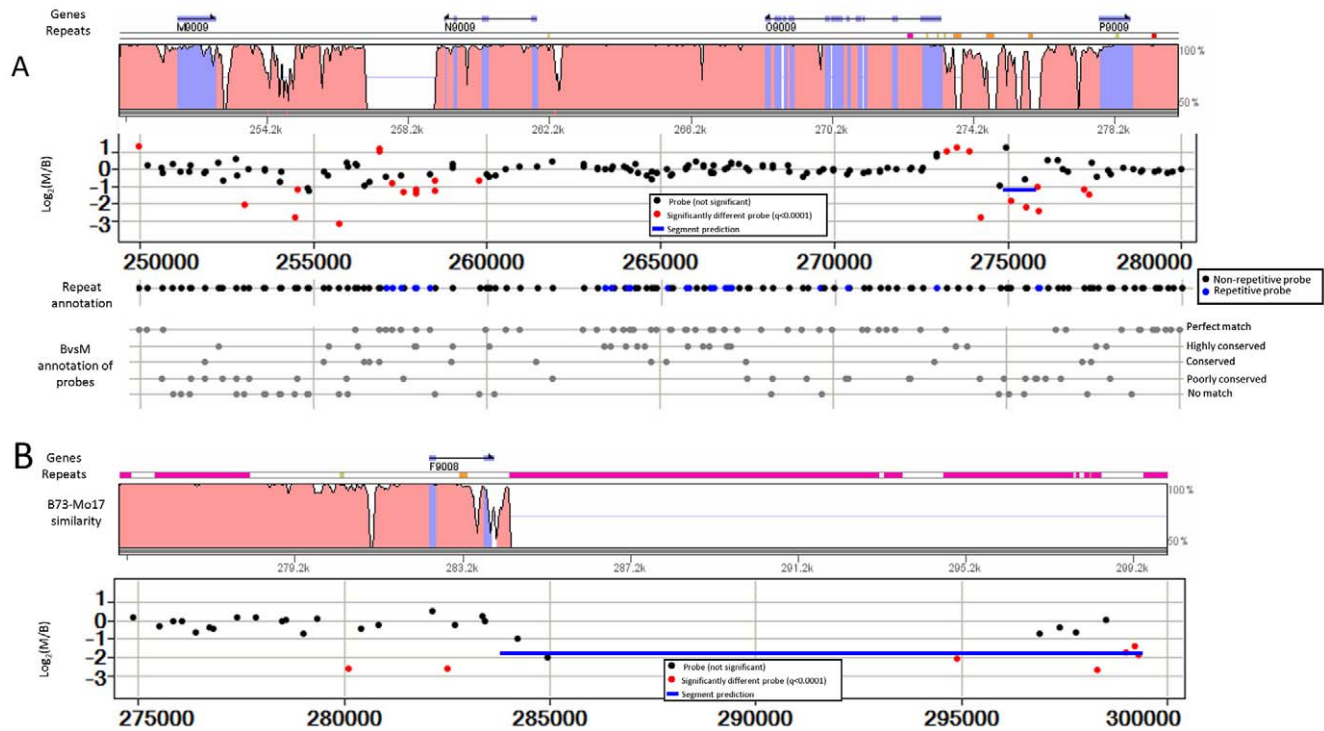 Genes
Repeats
M9009 N9009 O9009 P9009
A
100 %
50 %
254.2k 258.2k 262.2k 266.2k 270.2k 274.2k 278.2k
Log2(M/B)
1
0
-1
-2
-3
Probe (not significant)
Significantly different probe (q<0.0001)
Segment prediction
250000 255000 260000 265000 270000 275000 280000
Repeat
annotation
Non-repetitive probe
Repetitive probe
BvsM
annotation of
probes
Perfect match
Highly conserved
Conserved
Poorly conserved
No match
B
Genes
Repeats
F9008
B73-Mo17
similarity
100 %
50 %
279.2k 283.2k 287.2k 291.2k 295.2k 299.2k
Log2(M/B)
1
0
-1
-2
-3
Probe (not significant)
Significantly different probe (q<0.0001)
Segment prediction
275000 280000 285000 290000 295000 300000